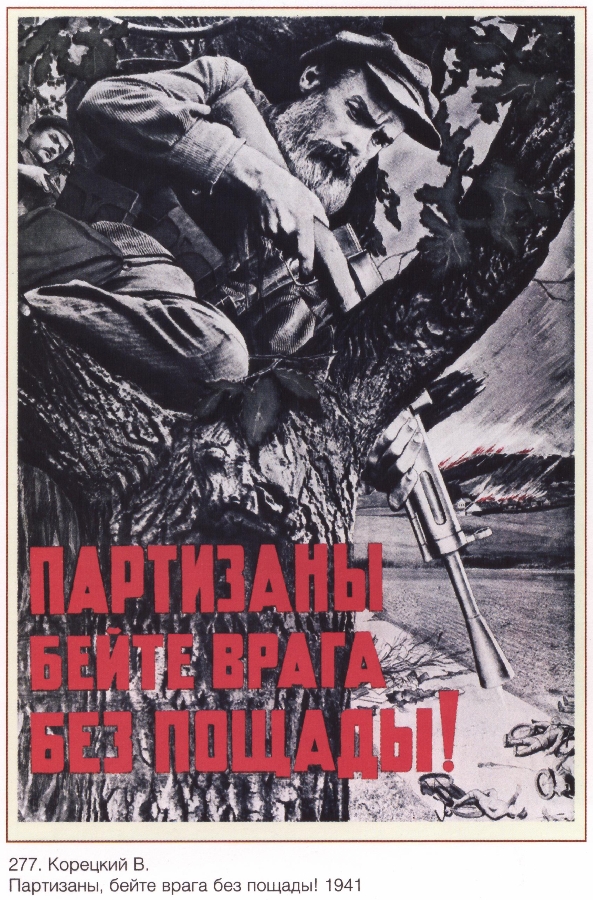 ПАРТИЗАНЫ
БЕЙТЕ ВРАГА
БЕЗ ПОЩАДЫ!
277. Корецкий В.
Партизаны, бейте врага без пощады! 1941